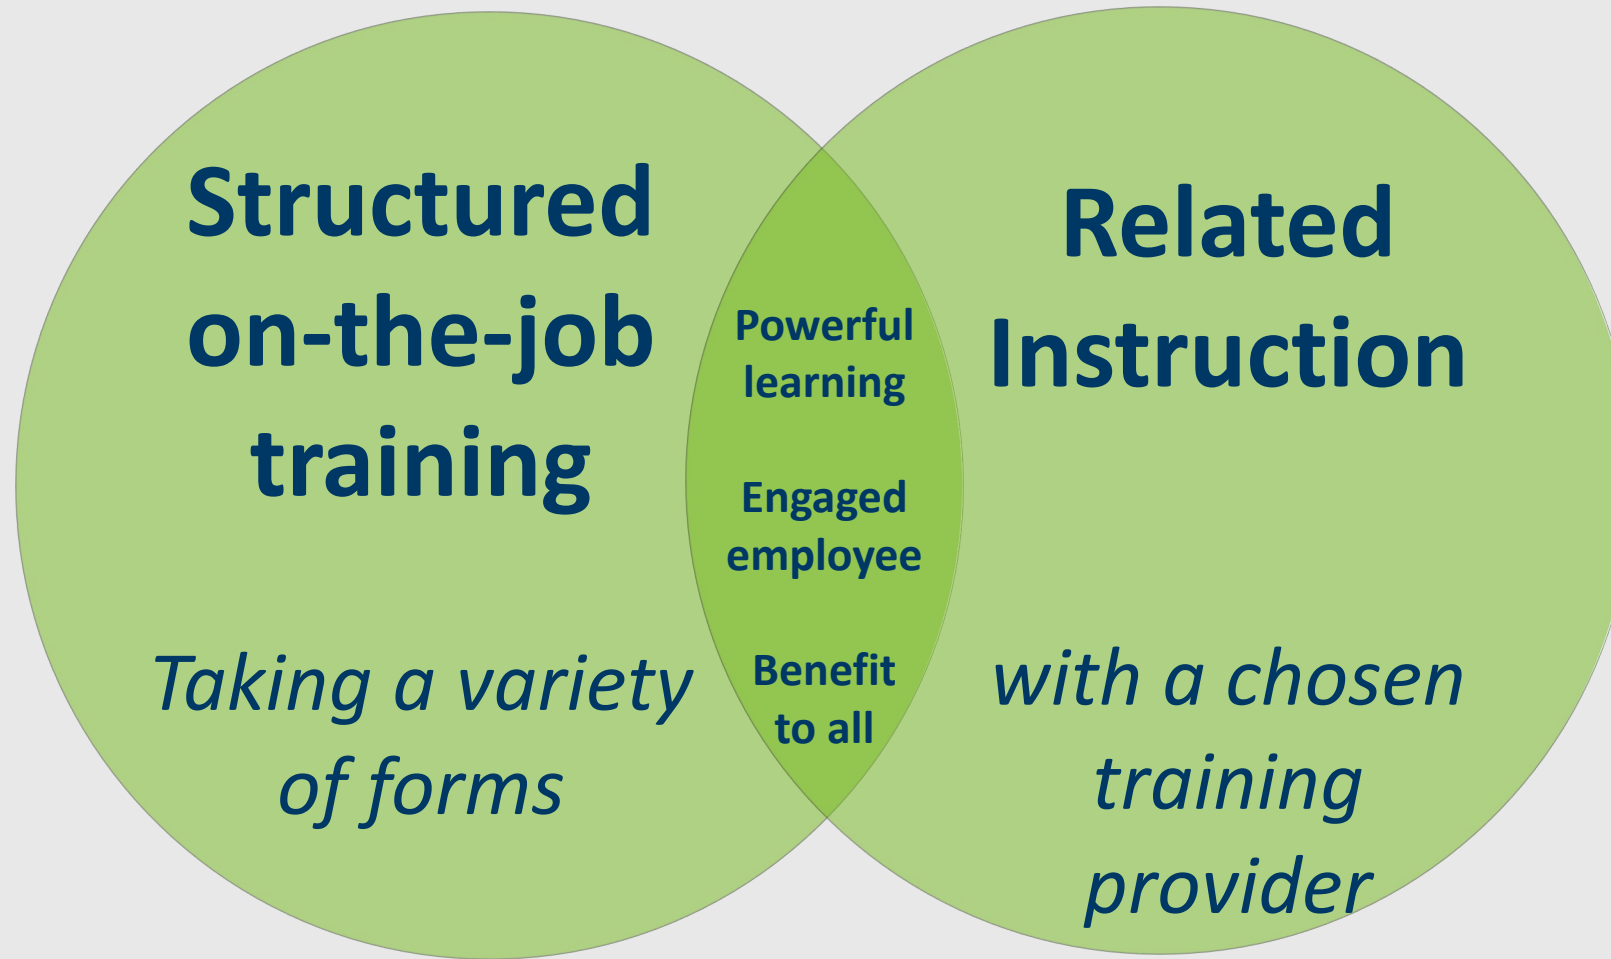 Structured
on-the-job
training
Taking a variety
of forms
Powerful
learning
Engaged
employee
Benefit
to all
Related
Instruction
with a chosen
training
provider